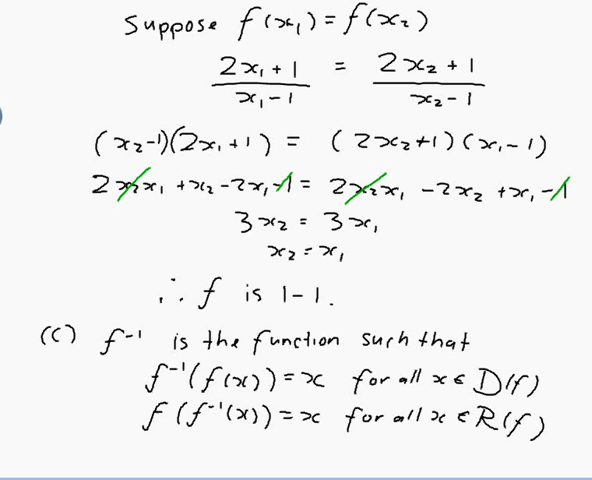 Suppose f(x₁) = f(x₂)
(2x₁ + 1)/(x₁ - 1) = (2x₂ + 1)/(x₂ - 1)
(x₂-1)(2x₁+1) = (2x₂+1)(x₁-1)
2x₂x₁ + x₂ - 2x₁ - 1 = 2x₂x₁ - 2x₂ + x₁ - 1
3x₂ = 3x₁
x₂ = x₁
∴ f is 1-1.
(C) f⁻¹ is the function such that
f⁻¹(f(x)) = x for all x ∈ D(f)
f(f⁻¹(x)) = x for all x ∈ R(f)